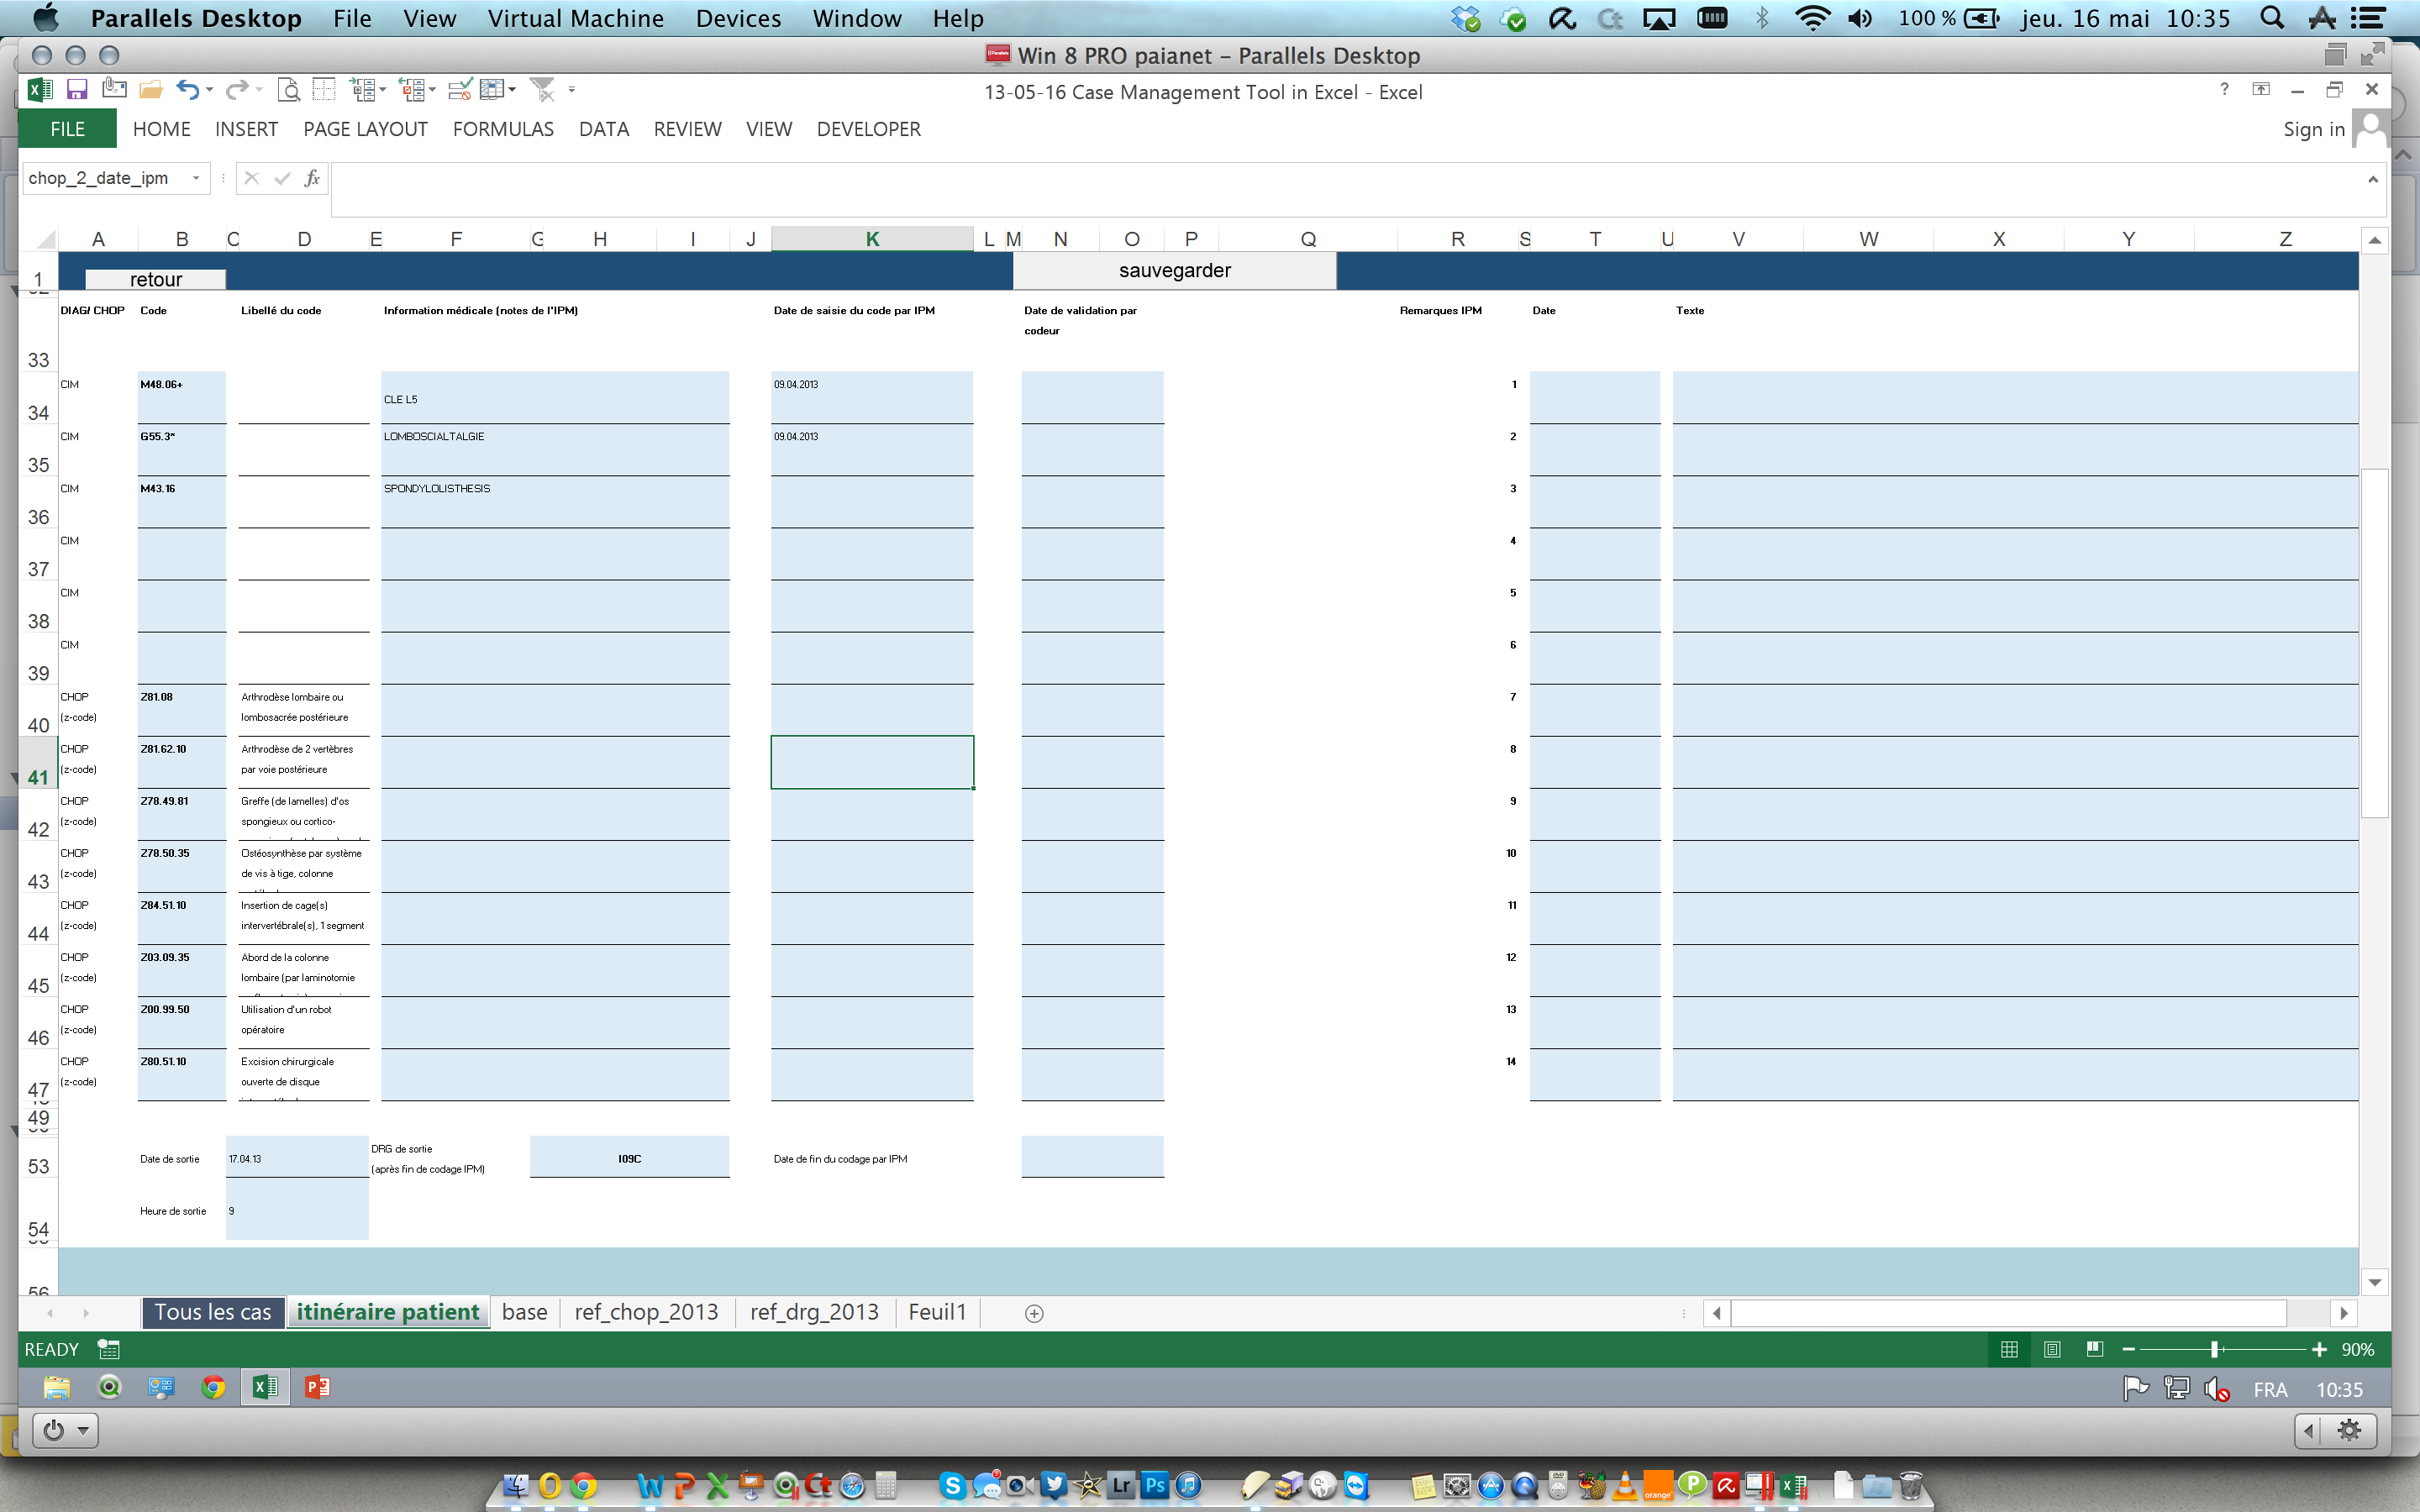 Parallels Desktop File View Virtual Machine Devices Window Help 100 % jeu. 16 mai 10:35
Win 8 PRO paianet – Parallels Desktop
13-05-16 Case Management Tool in Excel - Excel
FILE HOME INSERT PAGE LAYOUT FORMULAS DATA REVIEW VIEW DEVELOPER Sign in
chop_2_date_ipm fx
A B C D E F G H I J K L M N O P Q R S T U V W X Y Z
1 retour sauvegarder
DIAG/ CHOP Code Libellé du code Information médicale (notes de l'IPM) Date de saisie du code par IPM Date de validation par Remarques IPM Date Texte
codeur
33
CIM M48.06+ 09.04.2013 1
CLE L5
34
CIM G55.3* LOMBOSCIALTALGIE 09.04.2013 2
35
CIM M43.16 SPONDYLOLISTHESIS 3
36
CIM 4
37
CIM 5
38
CIM 6
39
CHOP Z81.08 Arthrodèse lombaire ou 7
(z-code) lombosacrée postérieure
40
CHOP Z81.62.10 Arthrodèse de 2 vertèbres 8
(z-code) par voie postérieure
41
CHOP Z78.49.81 Greffe (de lamelles) d'os 9
(z-code) spongieux ou cortico-
42
CHOP Z78.50.35 Ostéosynthèse par système 10
(z-code) de vis à tige, colonne
43
CHOP Z84.51.10 Insertion de cage(s) 11
(z-code) intervertébrale(s), 1 segment
44
CHOP Z03.09.35 Abord de la colonne 12
(z-code) lombaire (par laminotomie
45
CHOP Z00.99.50 Utilisation d'un robot 13
(z-code) opératoire
46
CHOP Z80.51.10 Excision chirurgicale 14
(z-code) ouverte de disque
47
49
DRG de sortie
53 Date de sortie 17.04.13 I09C Date de fin du codage par IPM
(après fin de codage IPM)
Heure de sortie 9
54
56
Tous les cas itinéraire patient base ref_chop_2013 ref_drg_2013 Feuil1
READY 90%
FRA 10:35